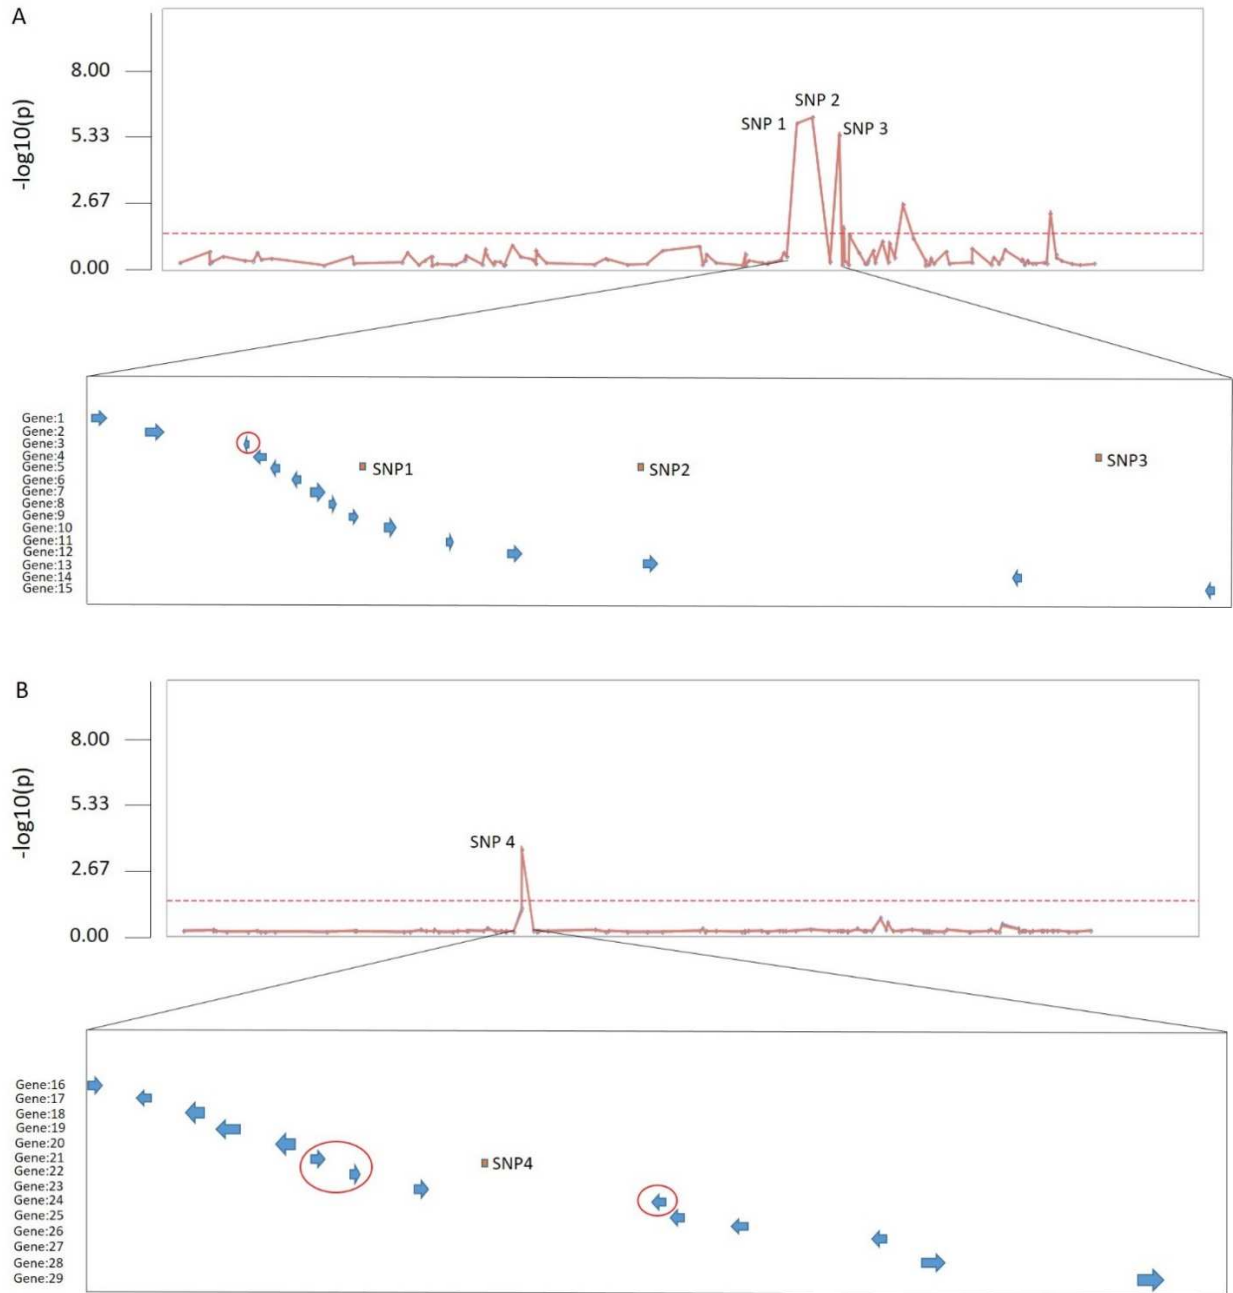 A
-log10(p)
8.00
5.33
2.67
0.00
SNP 1
SNP 2
SNP 3
Gene:1
Gene:2
Gene:3
Gene:4
Gene:5
Gene:6
Gene:7
Gene:8
Gene:9
Gene:10
Gene:11
Gene:12
Gene:13
Gene:14
Gene:15
SNP1
SNP2
SNP3
B
-log10(p)
8.00
5.33
2.67
0.00
SNP 4
Gene:16
Gene:17
Gene:18
Gene:19
Gene:20
Gene:21
Gene:22
Gene:23
Gene:24
Gene:25
Gene:26
Gene:27
Gene:28
Gene:29
SNP4